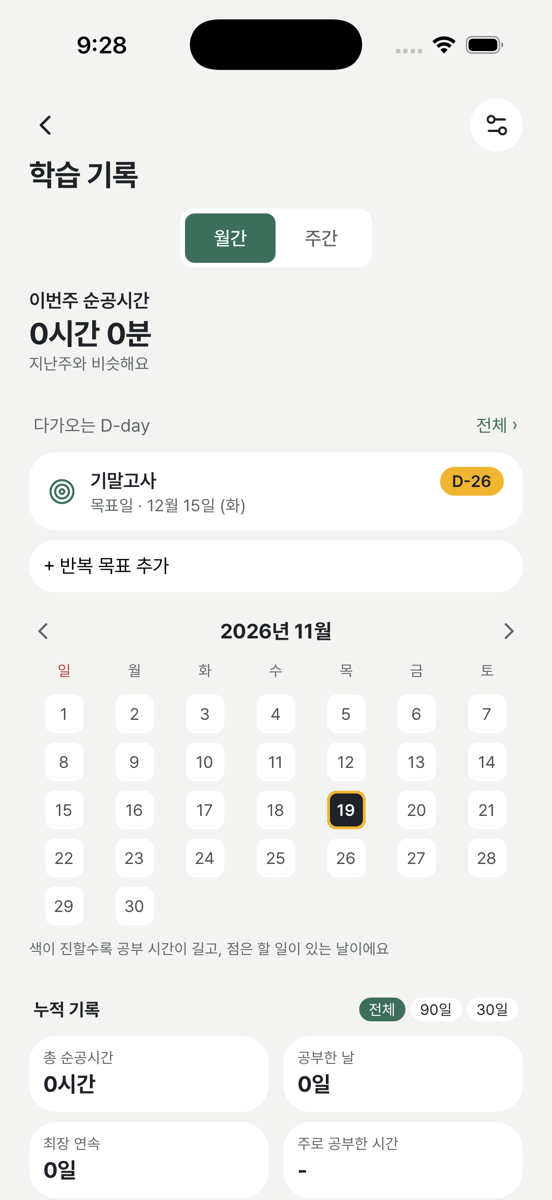 9:28
학습 기록
월간 주간
이번주 순공시간
0시간 0분
지난주와 비슷해요
다가오는 D-day 전체 ›
기말고사 D-26
목표일 · 12월 15일 (화)
+ 반복 목표 추가
2026년 11월
일 월 화 수 목 금 토
1 2 3 4 5 6 7
8 9 10 11 12 13 14
15 16 17 18 19 20 21
22 23 24 25 26 27 28
29 30
색이 진할수록 공부 시간이 길고, 점은 할 일이 있는 날이에요
누적 기록 전체 90일 30일
총 순공시간 공부한 날
0시간 0일
최장 연속 주로 공부한 시간
0일 -